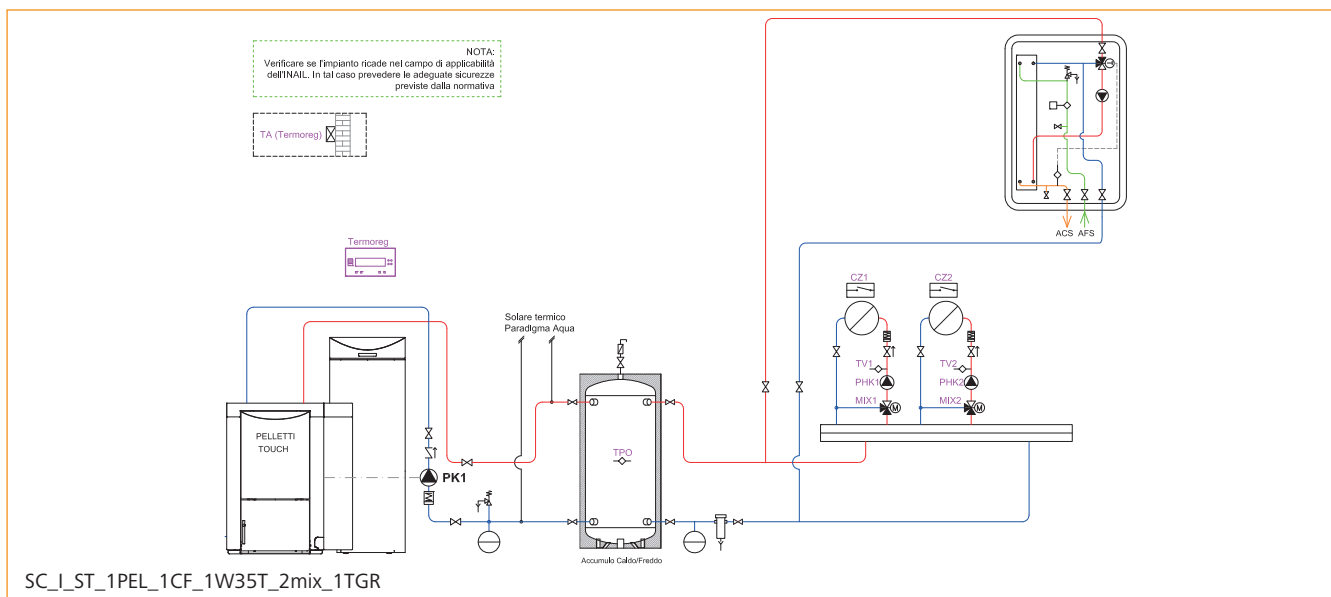 NOTA:
Verificare se l'impianto ricade nel campo di applicabilità
dell'INAIL. In tal caso prevedere le adeguate sicurezze
previste dalla normativa
TA (Termoreg)
Termoreg
Solare termico
ParadIgma Aqua
ACS AFS
CZ1 CZ2
TV1 TV2
PHK1 PHK2
MIX1 M MIX2 M
PELLETTI
TOUCH
TPO
PK1
Accumulo Caldo/Freddo
SC_I_ST_1PEL_1CF_1W35T_2mix_1TGR